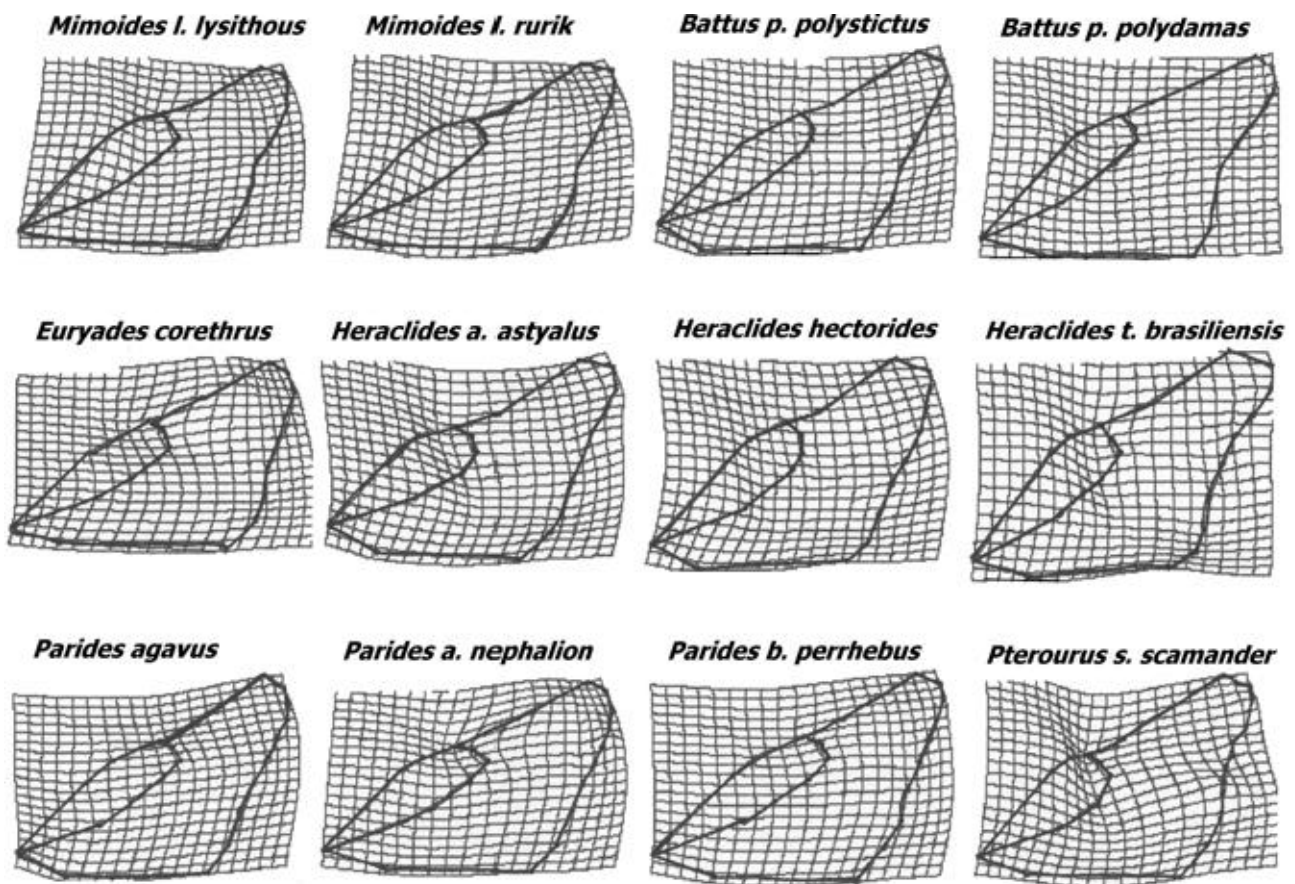 Mimoides l. lysithous
Mimoides l. rurik
Battus p. polystictus
Battus p. polydamas
Euryades corethrus
Heraclides a. astyalus
Heraclides hectorides
Heraclides t. brasiliensis
Parides agavus
Parides a. nephalion
Parides b. perrhebus
Pterourus s. scamander